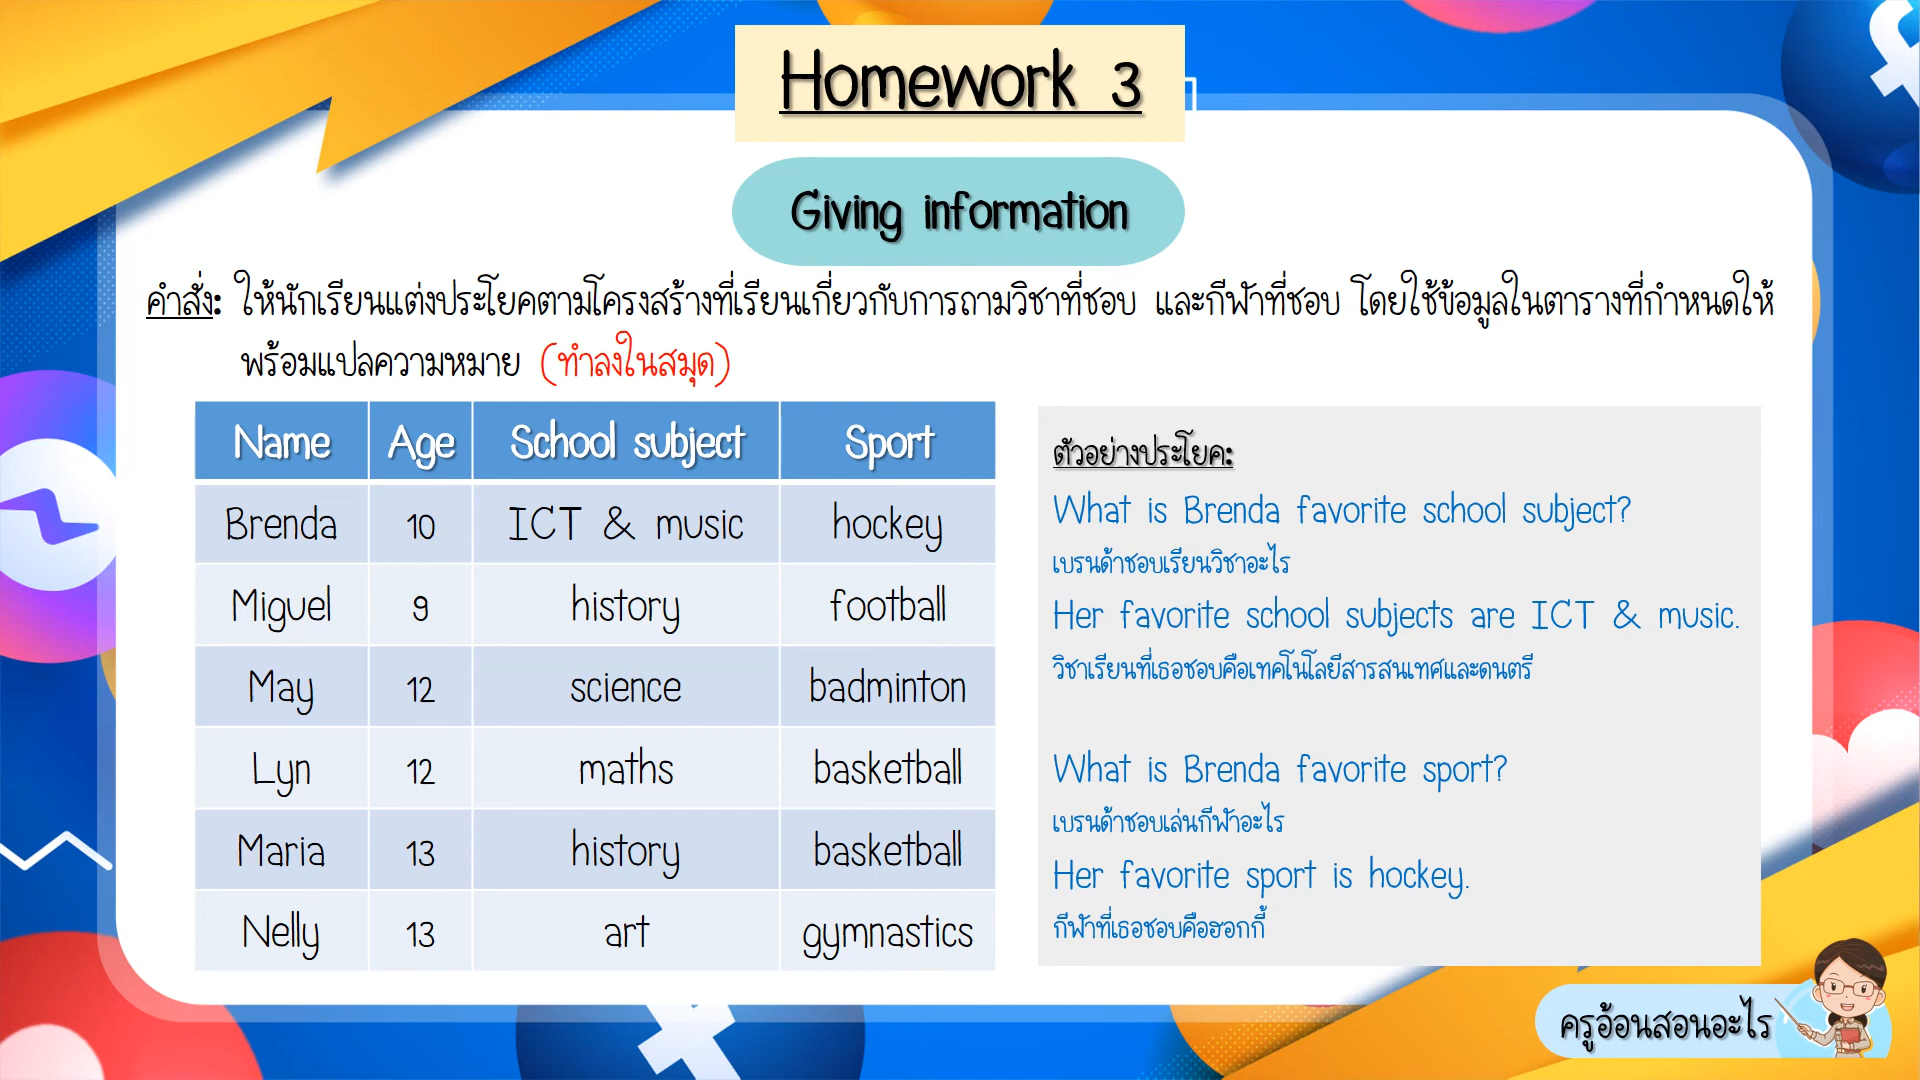 Homework 3
Giving information
คำสั่ง: ให้นักเรียนแต่งประโยคตามโครงสร้างที่เรียนเกี่ยวกับการถามวิชาที่ชอบ และกีฬาที่ชอบ โดยใช้ข้อมูลในตารางที่กำหนดให้
พร้อมแปลความหมาย (ทำลงในสมุด)
Name Age School subject Sport
Brenda 10 ICT & music hockey
Miguel 9 history football
May 12 science badminton
Lyn 12 maths basketball
Maria 13 history basketball
Nelly 13 art gymnastics
ตัวอย่างประโยค:
What is Brenda favorite school subject?
เบรนด้าชอบเรียนวิชาอะไร
Her favorite school subjects are ICT & music.
วิชาเรียนที่เธอชอบคือเทคโนโลยีสารสนเทศและดนตรี
What is Brenda favorite sport?
เบรนด้าชอบเล่นกีฬาอะไร
Her favorite sport is hockey.
กีฬาที่เธอชอบคือฮอกกี้
ครูอ้อนสอนอะไร